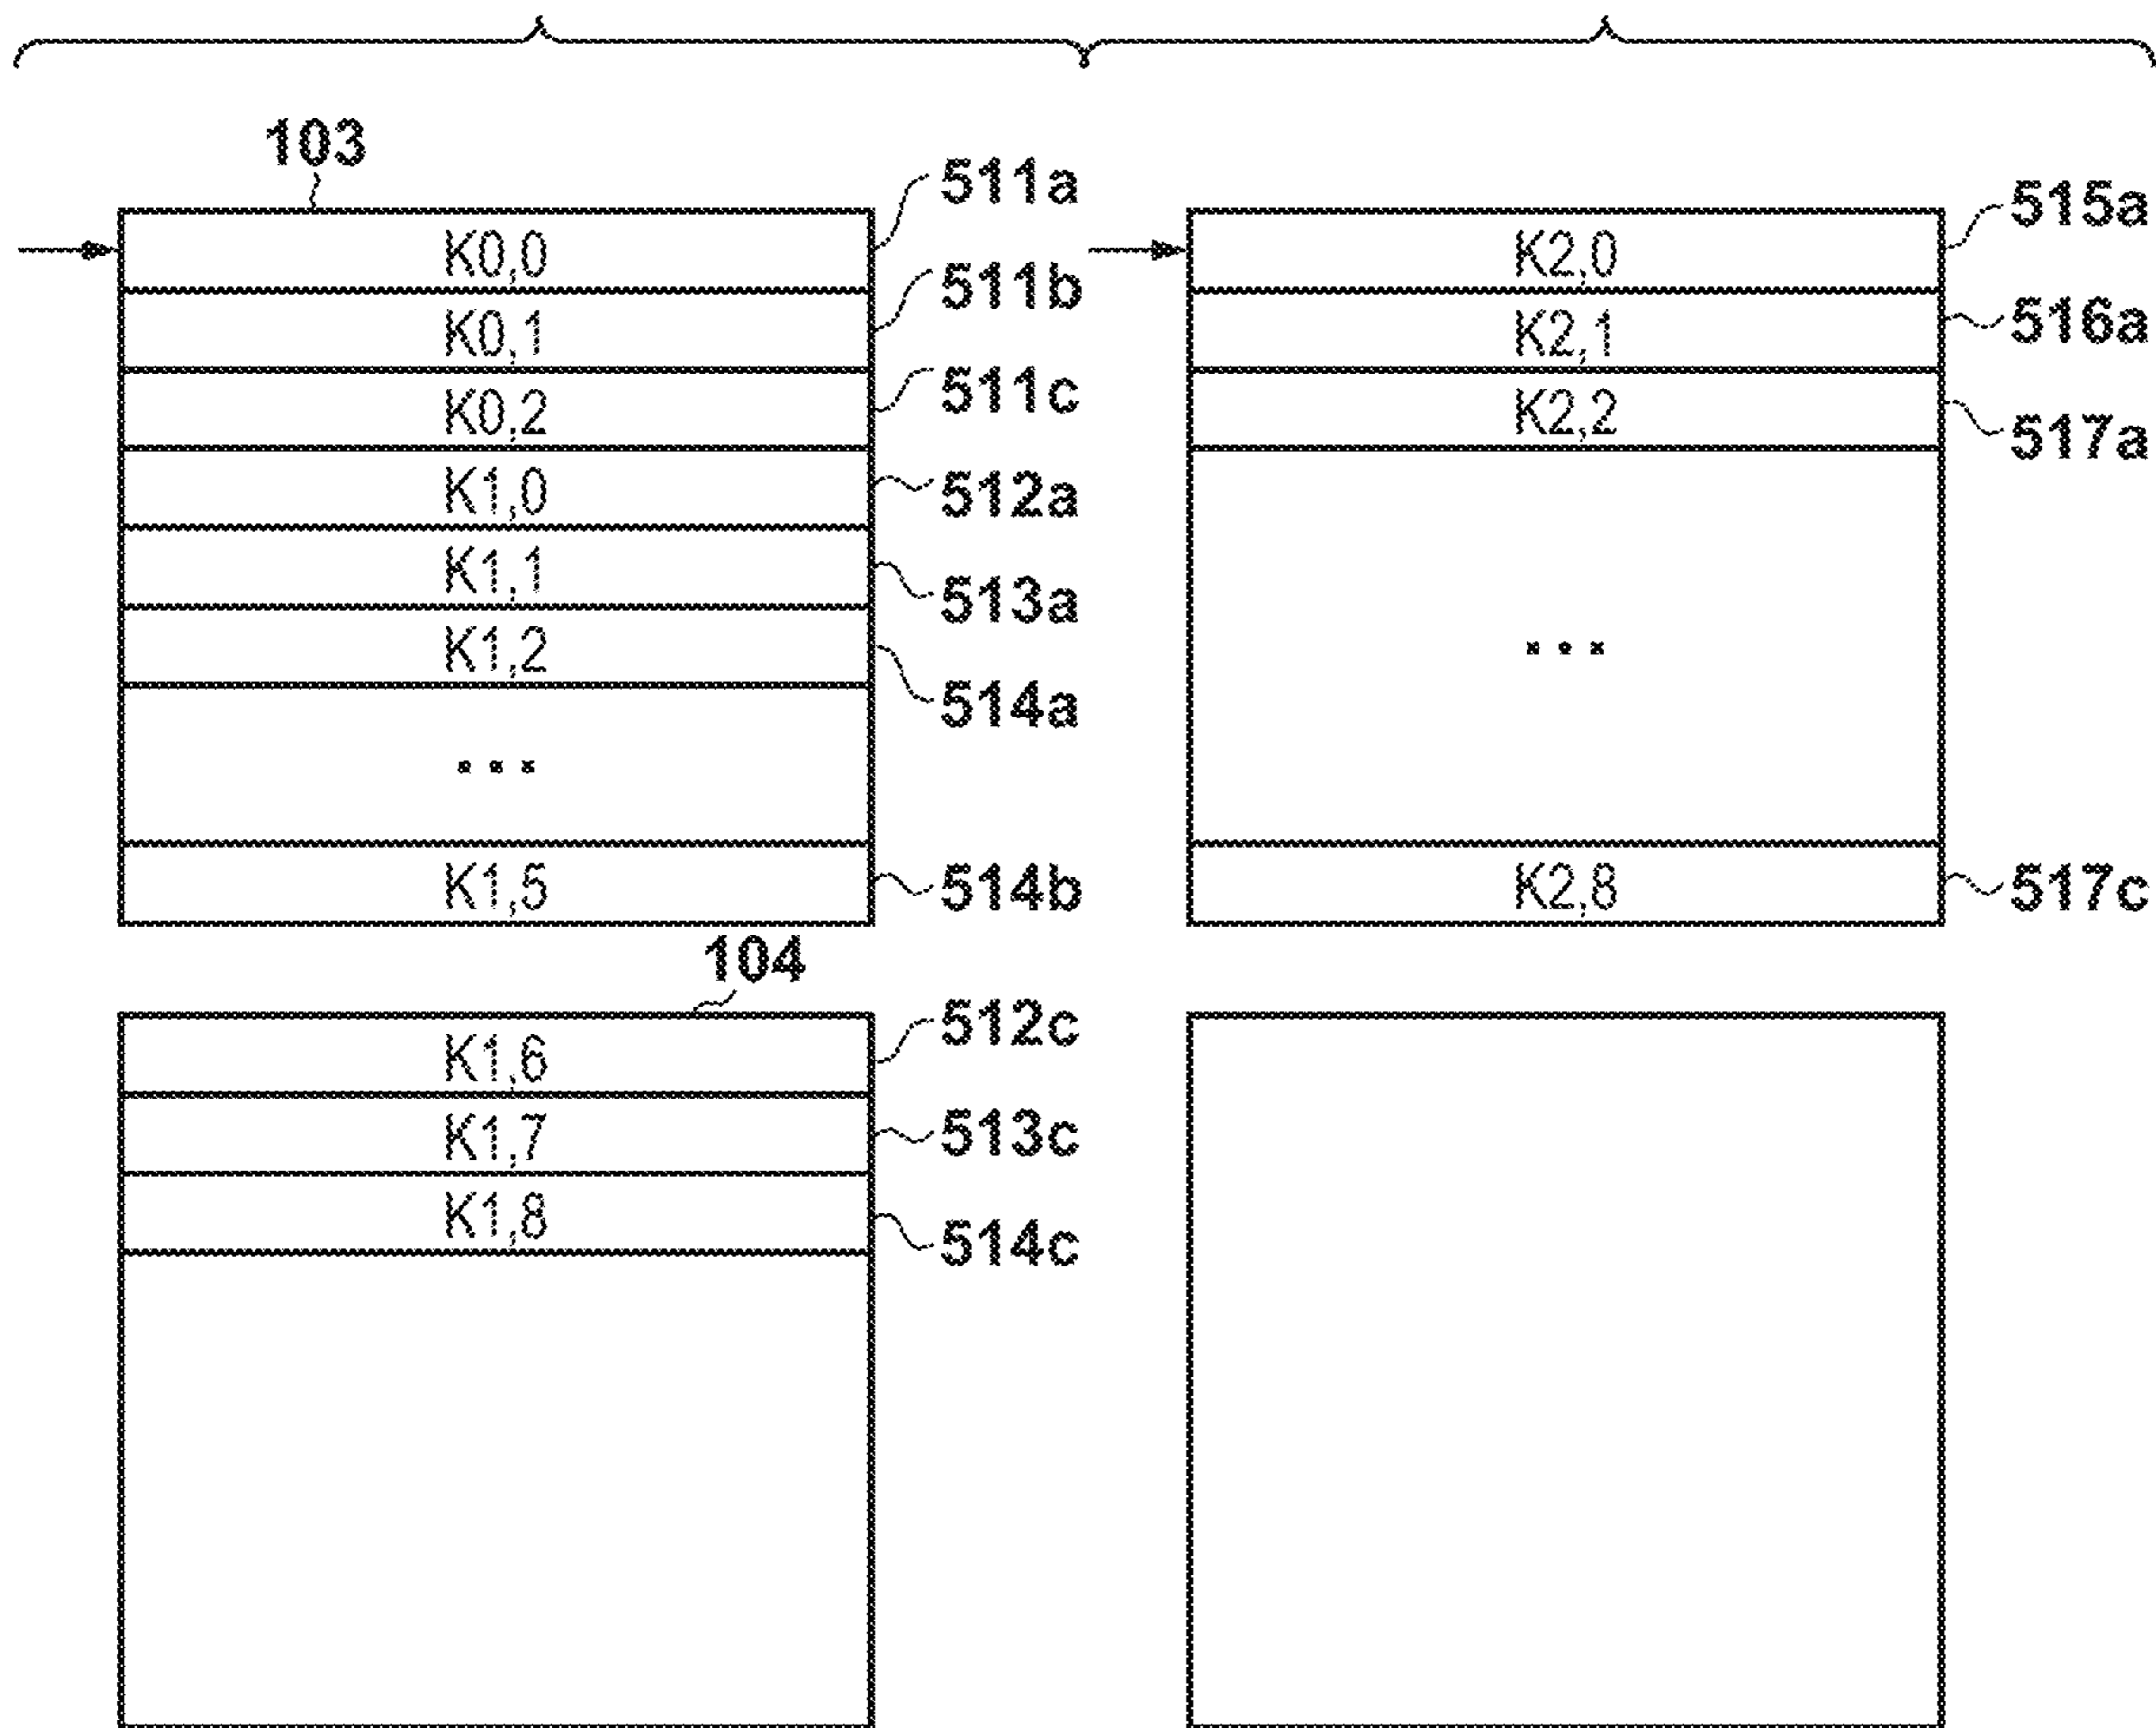 103
K0,0 511a
K0,1 511b
K0,2 511c
K1,0 512a
K1,1 513a
K1,2 514a
...
K1,5 514b
104
K1,6 512c
K1,7 513c
K1,8 514c
K2,0 515a
K2,1 516a
K2,2 517a
...
K2,8 517c